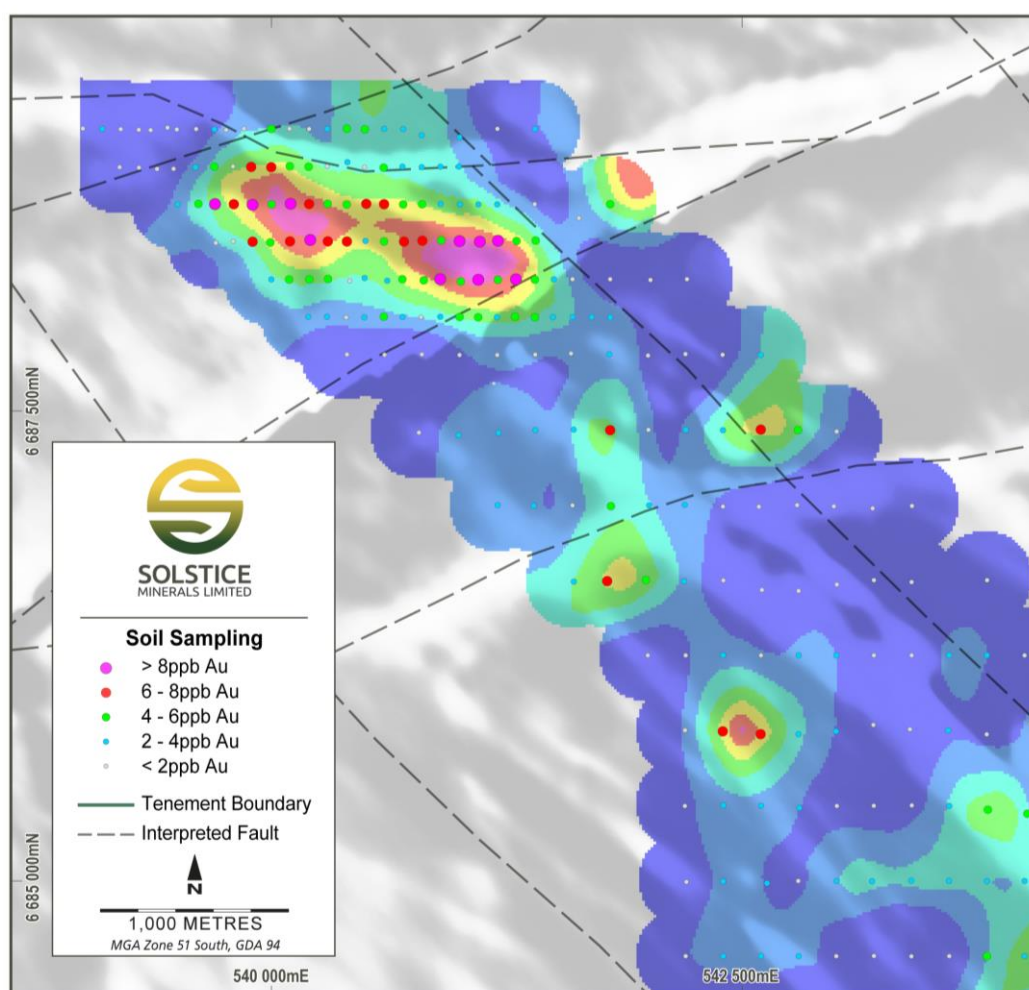 6 687 500mN
SOLSTICE
MINERALS LIMITED
Soil Sampling
> 8ppb Au
6 - 8ppb Au
4 - 6ppb Au
2 - 4ppb Au
< 2ppb Au
Tenement Boundary
Interpreted Fault
N
1,000 METRES
MGA Zone 51 South, GDA 94
6 685 000mN
540 000mE
542 500mE